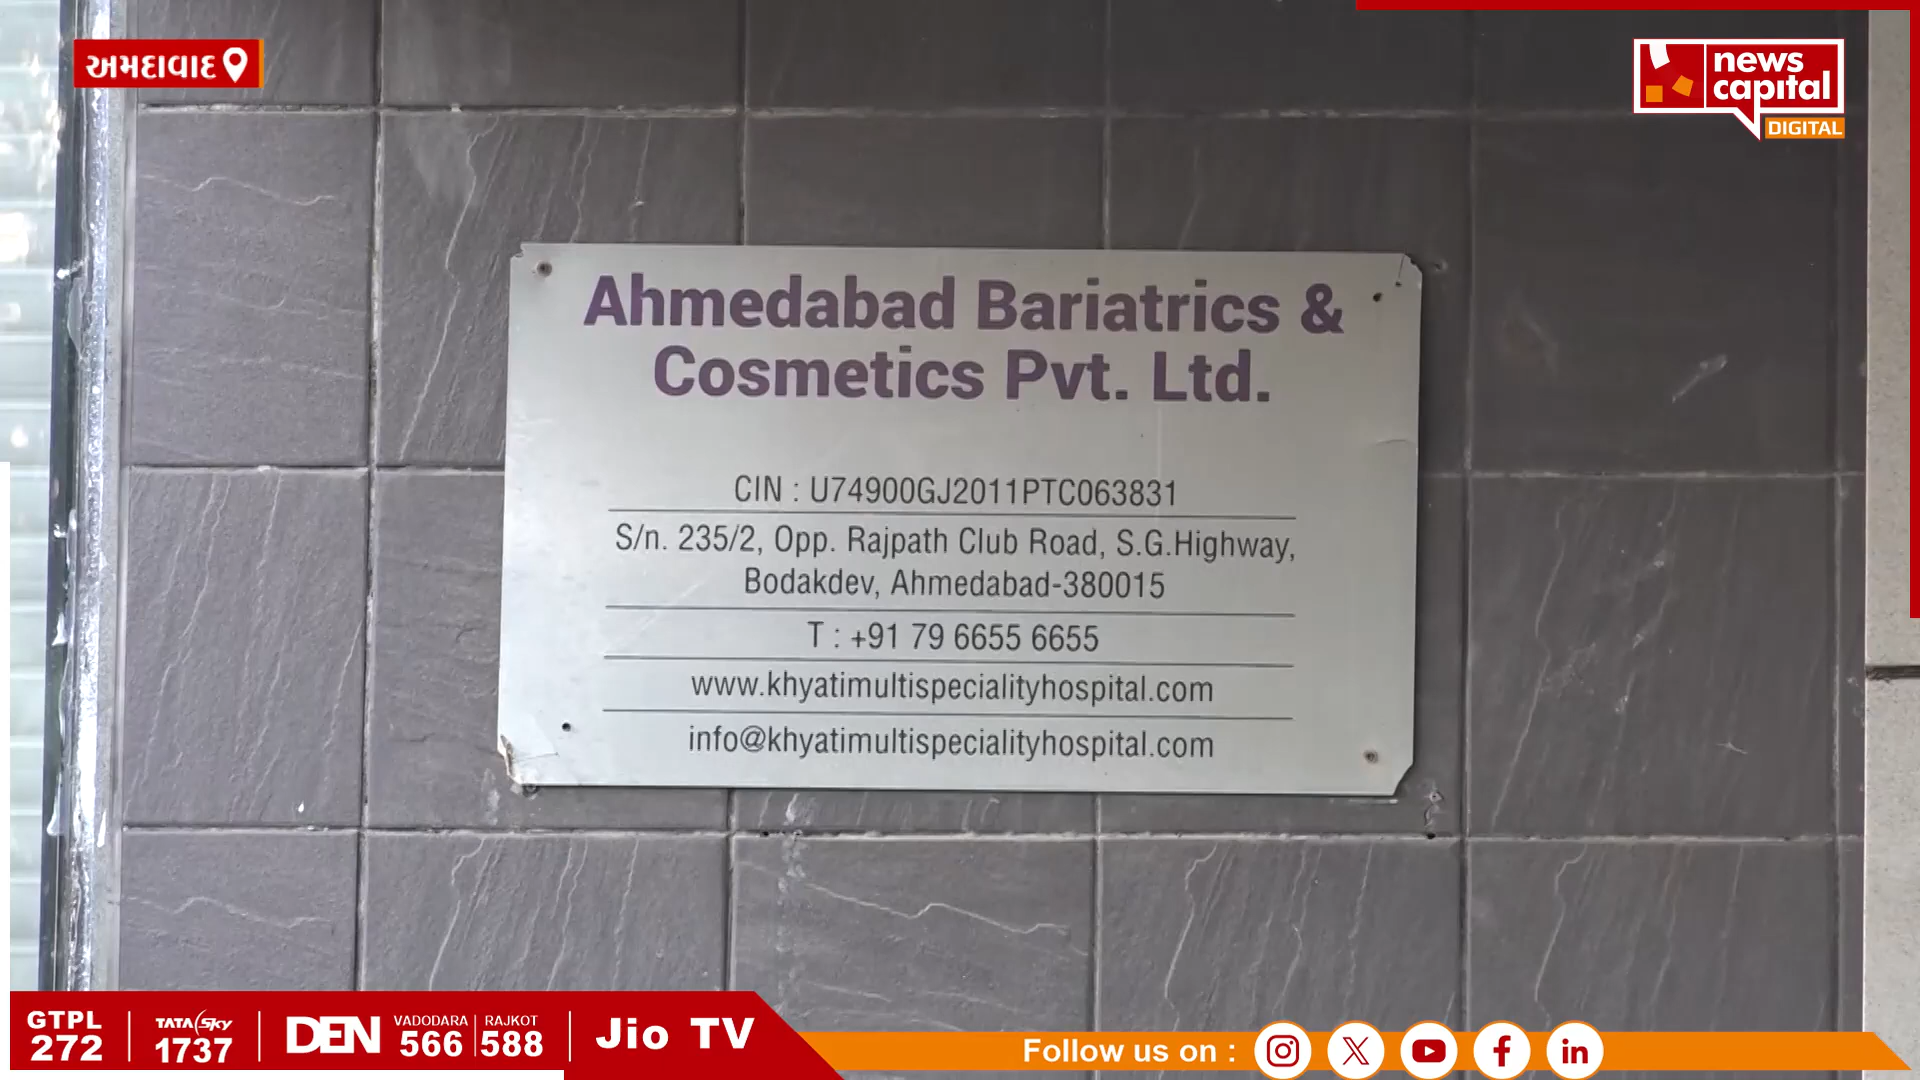 અમદાવાદ
news
capital
DIGITAL
Ahmedabad Bariatrics &
Cosmetics Pvt. Ltd.
CIN : U74900GJ2011PTC063831
S/n. 235/2, Opp. Rajpath Club Road, S.G.Highway,
Bodakdev, Ahmedabad-380015
T : +91 79 6655 6655
www.khyatimultispecialityhospital.com
info@khyatimultispecialityhospital.com
GTPL
272
TATA Sky
1737
DEN
VADODARA
566
RAJKOT
588
Jio TV
Follow us on :